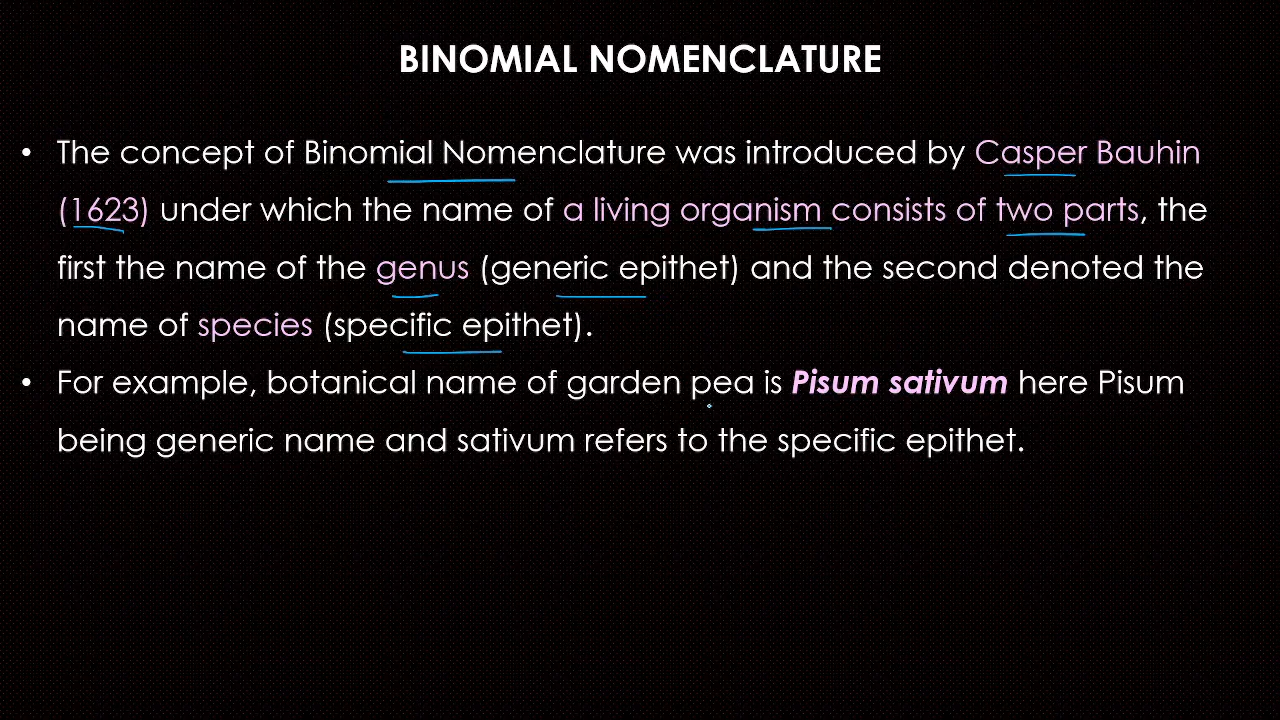 BINOMIAL NOMENCLATURE
• The concept of Binomial Nomenclature was introduced by Casper Bauhin
(1623) under which the name of a living organism consists of two parts, the
first the name of the genus (generic epithet) and the second denoted the
name of species (specific epithet).
• For example, botanical name of garden pea is Pisum sativum here Pisum
being generic name and sativum refers to the specific epithet.